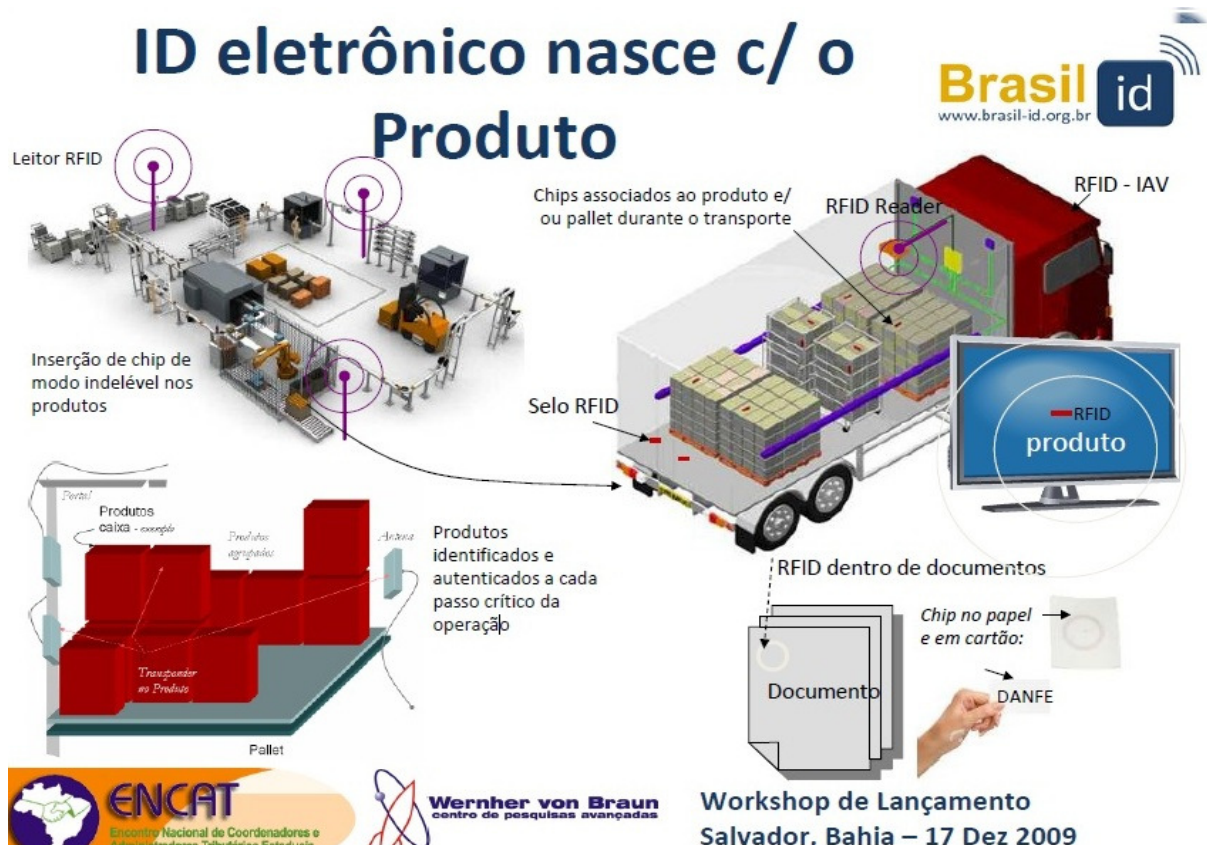 ID eletrônico nasce c/ o
Produto
Brasil id
www.brasil-id.org.br
Leitor RFID
Chips associados ao produto e/
ou pallet durante o transporte
RFID Reader
RFID - IAV
Inserção de chip de
modo indelével nos
produtos
Selo RFID
RFID
produto
Portal
Produtos
caixa - exemplo
Produtos
agrupados
Antena
Transponder
no Produto
Pallet
Produtos
identificados e
autenticados a cada
passo crítico da
operação
RFID dentro de documentos
Chip no papel
e em cartão:
Documento
DANFE
ENCAT
Encontro Nacional de Coordenadores e
Administradores Tributários Estaduais
Wernher von Braun
centro de pesquisas avançadas
Workshop de Lançamento
Salvador, Bahia – 17 Dez 2009